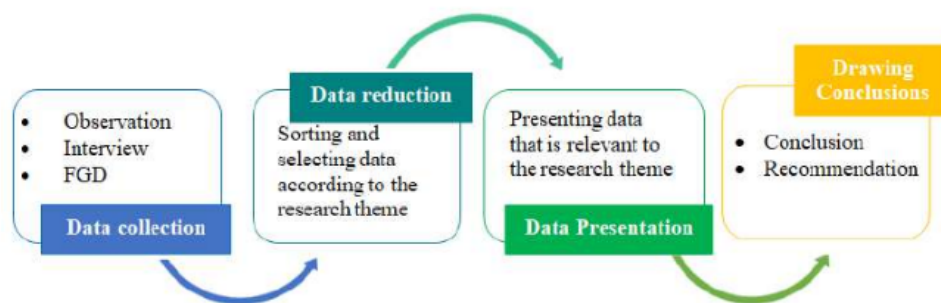 • Observation
• Interview
• FGD
Data collection
Data reduction
Sorting and
selecting data
according to the
research theme
Presenting data
that is relevant to
the research theme
Data Presentation
Drawing
Conclusions
• Conclusion
• Recommendation